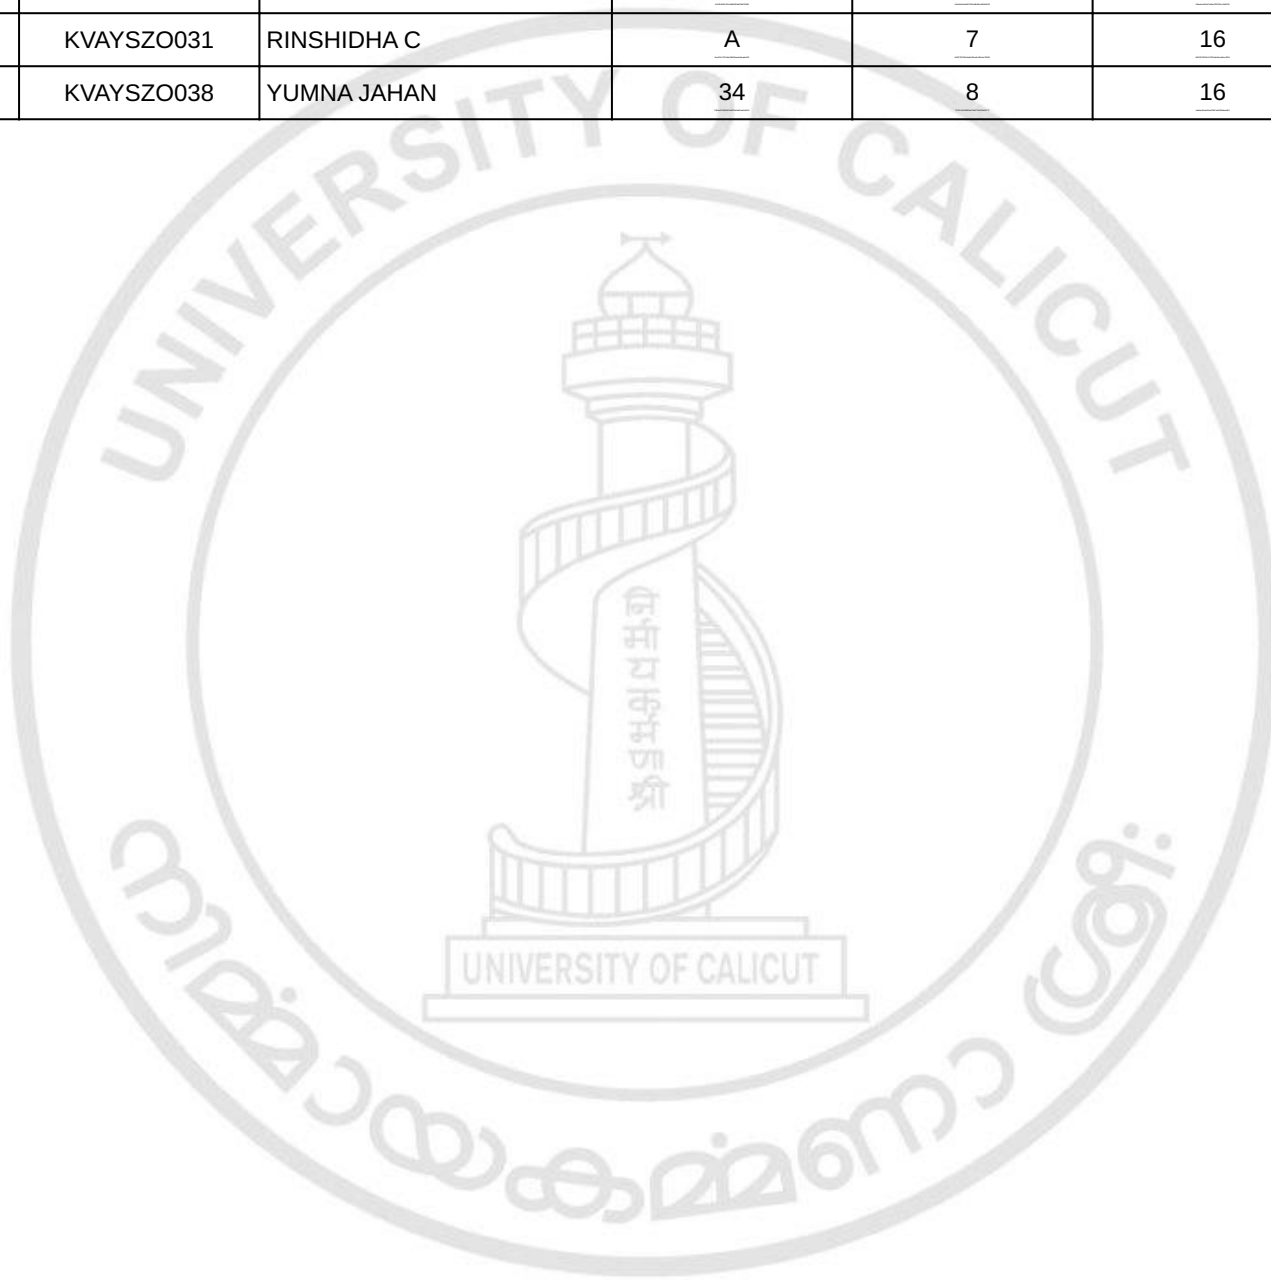 KVAYSZO031 RINSHIDHA C A 7 16
KVAYSZO038 YUMNA JAHAN 34 8 16
UNIVERSITY OF CALICUT
निर्माय कर्मणा श्री
UNIVERSITY OF CALICUT
നിർമ്മായകർമ്മണാ ശ്രീഃ